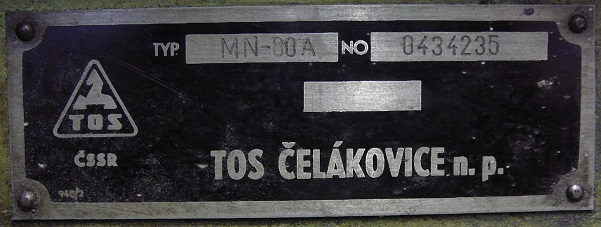 TYP MN-80A NO 0434235
TOS
ČSSR
TOS ČELÁKOVICE n. p.